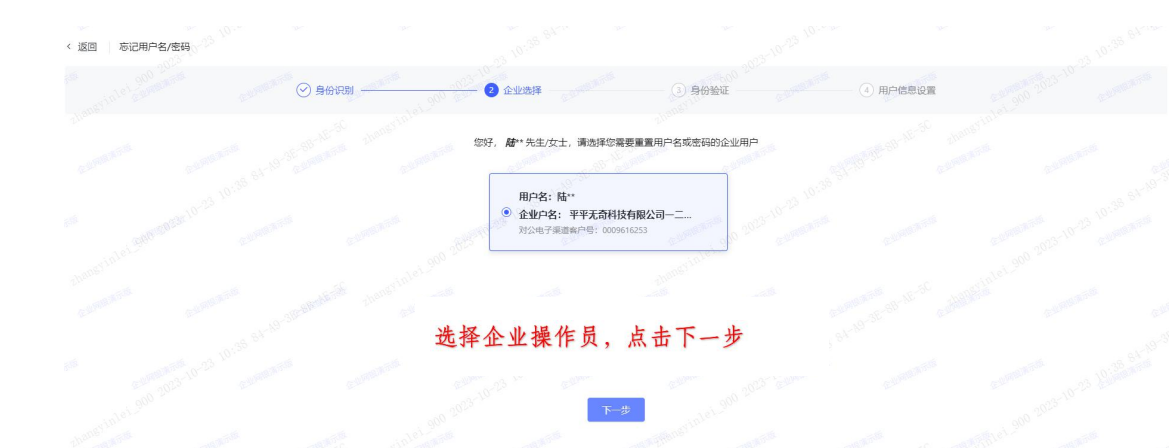 返回 忘记用户名/密码
身份识别 2 企业选择 3 身份验证 4 用户信息设置
您好，陆** 先生/女士，请选择您需要重置用户名或密码的企业用户
用户名：陆**
企业户名：平平无奇科技有限公司一二...
对公电子渠道客户号：0009616253
选择企业操作员，点击下一步
下一步